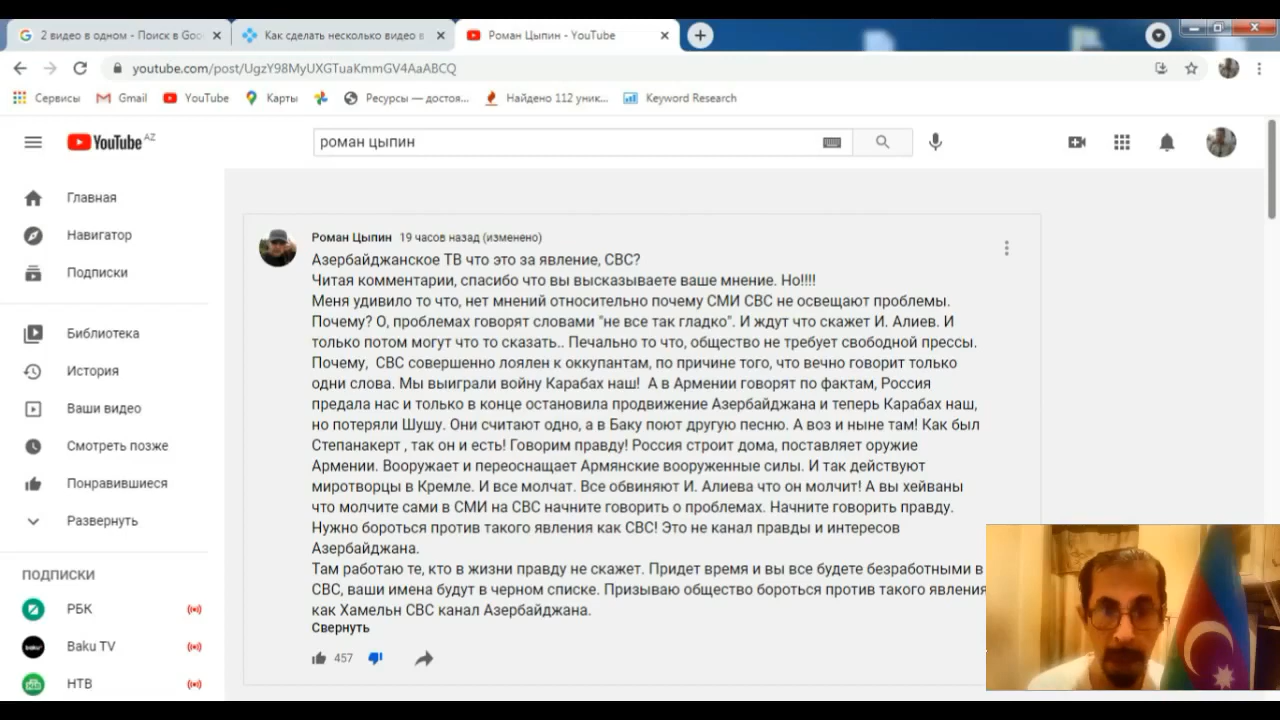 2 видео в одном - Поиск в Goo
Как сделать несколько видео в
Роман Цыпин - YouTube
youtube.com/post/UgzY98MyUXGTuaKmmGV4AaABCQ
Сервисы
Gmail
YouTube
Карты
Ресурсы — достоя...
Найдено 112 уник...
Keyword Research
YouTube AZ
роман цыпин
Главная
Навигатор
Подписки
Библиотека
История
Ваши видео
Смотреть позже
Понравившиеся
Развернуть
ПОДПИСКИ
РБК
Baku TV
НТВ
Роман Цыпин 19 часов назад (изменено)
Азербайджанское ТВ что это за явление, СВС?
Читая комментарии, спасибо что вы высказываете ваше мнение. Но!!!!
Меня удивило то что, нет мнений относительно почему СМИ СВС не освещают проблемы.
Почему? О, проблемах говорят словами "не все так гладко". И ждут что скажет И. Алиев. И
только потом могут что то сказать.. Печально то что, общество не требует свободной прессы.
Почему, СВС совершенно лоялен к оккупантам, по причине того, что вечно говорит только
одни слова. Мы выиграли войну Карабах наш! А в Армении говорят по фактам, Россия
предала нас и только в конце остановила продвижение Азербайджана и теперь Карабах наш,
но потеряли Шушу. Они считают одно, а в Баку поют другую песню. А воз и ныне там! Как был
Степанакерт , так он и есть! Говорим правду! Россия строит дома, поставляет оружие
Армении. Вооружает и переоснащает Армянские вооруженные силы. И так действуют
миротворцы в Кремле. И все молчат. Все обвиняют И. Алиева что он молчит! А вы хейваны
что молчите сами в СМИ на СВС начните говорить о проблемах. Начните говорить правду.
Нужно бороться против такого явления как СВС! Это не канал правды и интересов
Азербайджана.
Там работаю те, кто в жизни правду не скажет. Придет время и вы все будете безработными в
СВС, ваши имена будут в черном списке. Призываю общество бороться против такого явления
как Хамельн СВС канал Азербайджана.
Свернуть
457